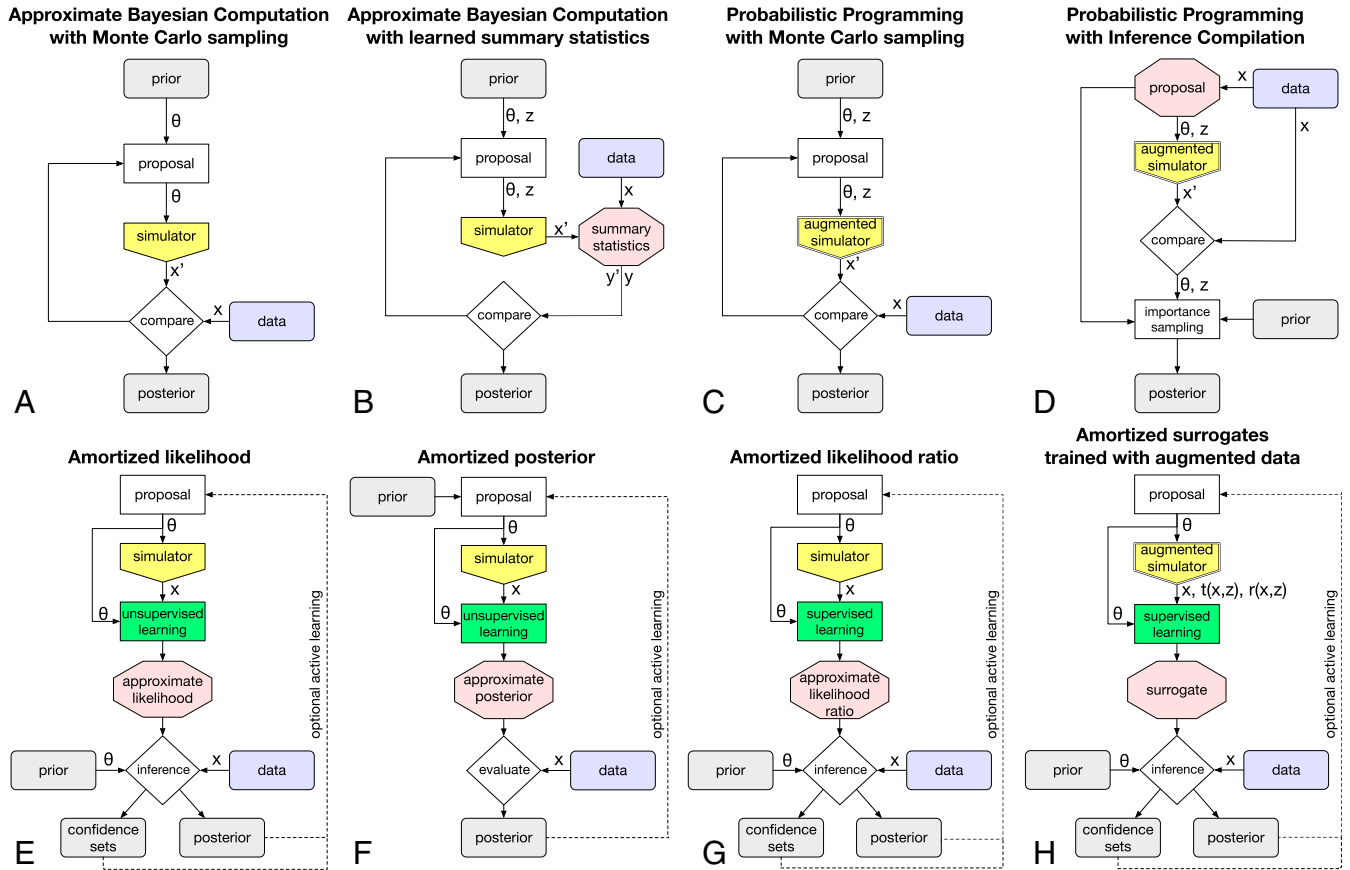 Approximate Bayesian Computation
with Monte Carlo sampling
prior
θ
proposal
θ
simulator
x’
compare
x
data
posterior
A
Approximate Bayesian Computation
with learned summary statistics
prior
θ, z
proposal
data
θ, z
x
simulator
x’
summary
statistics
y’ y
compare
posterior
B
Probabilistic Programming
with Monte Carlo sampling
prior
θ, z
proposal
θ, z
augmented
simulator
x’
compare
x
data
posterior
C
Probabilistic Programming
with Inference Compilation
proposal
x
data
θ, z
x
augmented
simulator
x’
compare
θ, z
importance
sampling
prior
posterior
D
Amortized likelihood
proposal
θ
simulator
x
θ
unsupervised
learning
approximate
likelihood
optional active learning
prior
θ
inference
x
data
confidence
sets
posterior
E
Amortized posterior
prior
proposal
θ
simulator
x
θ
unsupervised
learning
approximate
posterior
optional active learning
evaluate
x
data
posterior
F
Amortized likelihood ratio
proposal
θ
simulator
x
θ
supervised
learning
approximate
likelihood
ratio
optional active learning
prior
θ
inference
x
data
confidence
sets
posterior
G
Amortized surrogates
trained with augmented data
proposal
θ
augmented
simulator
x, t(x,z), r(x,z)
θ
supervised
learning
surrogate
optional active learning
prior
θ
inference
x
data
confidence
sets
posterior
H